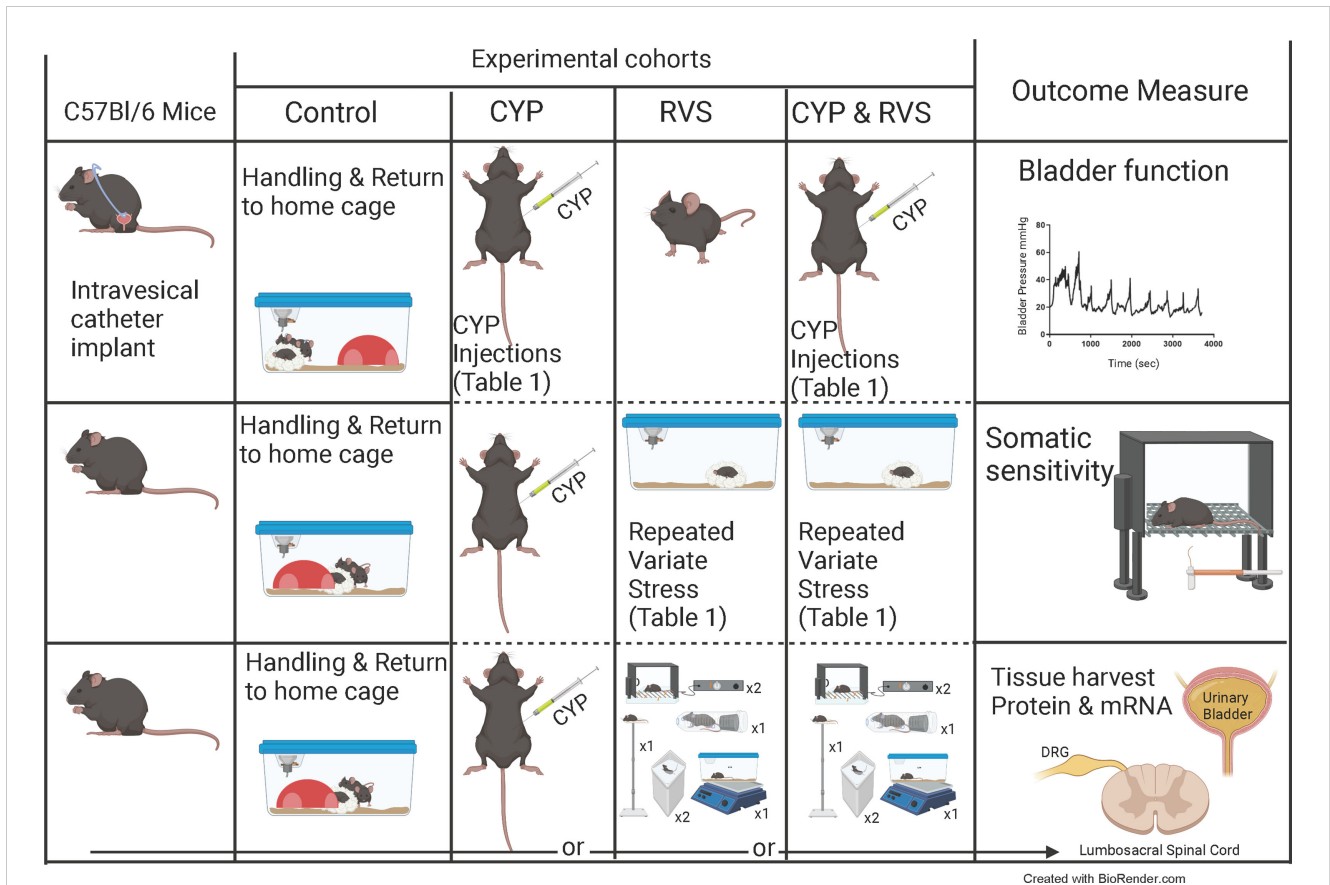 Experimental cohorts
C57Bl/6 Mice
Control
CYP
RVS
CYP & RVS
Outcome Measure
Intravesical
catheter
implant
Handling & Return
to home cage
CYP
CYP
Injections
(Table 1)
CYP
CYP
Injections
(Table 1)
Bladder function
Bladder Pressure mmHg
80
60
40
20
0
0
1000
2000
3000
4000
Time (sec)
Handling & Return
to home cage
CYP
Repeated
Variate
Stress
(Table 1)
Repeated
Variate
Stress
(Table 1)
Somatic
sensitivity
Handling & Return
to home cage
CYP
x2
x1
x1
x2
x1
x2
x1
x1
x2
x1
Tissue harvest
Protein & mRNA
Urinary
Bladder
DRG
Lumbosacral Spinal Cord
or
or
Created with BioRender.com